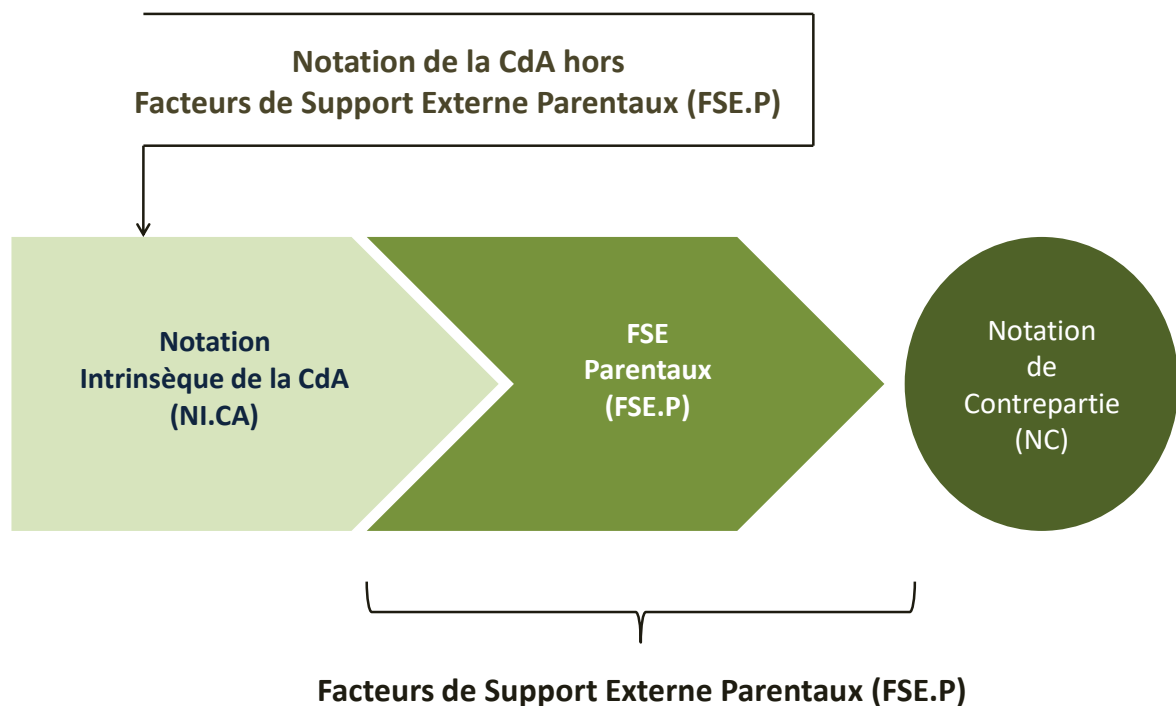 Notation de la CdA hors
Facteurs de Support Externe Parentaux (FSE.P)
Notation
Intrinsèque de la CdA
(NI.CA)
FSE
Parentaux
(FSE.P)
Notation
de
Contrepartie
(NC)
Facteurs de Support Externe Parentaux (FSE.P)